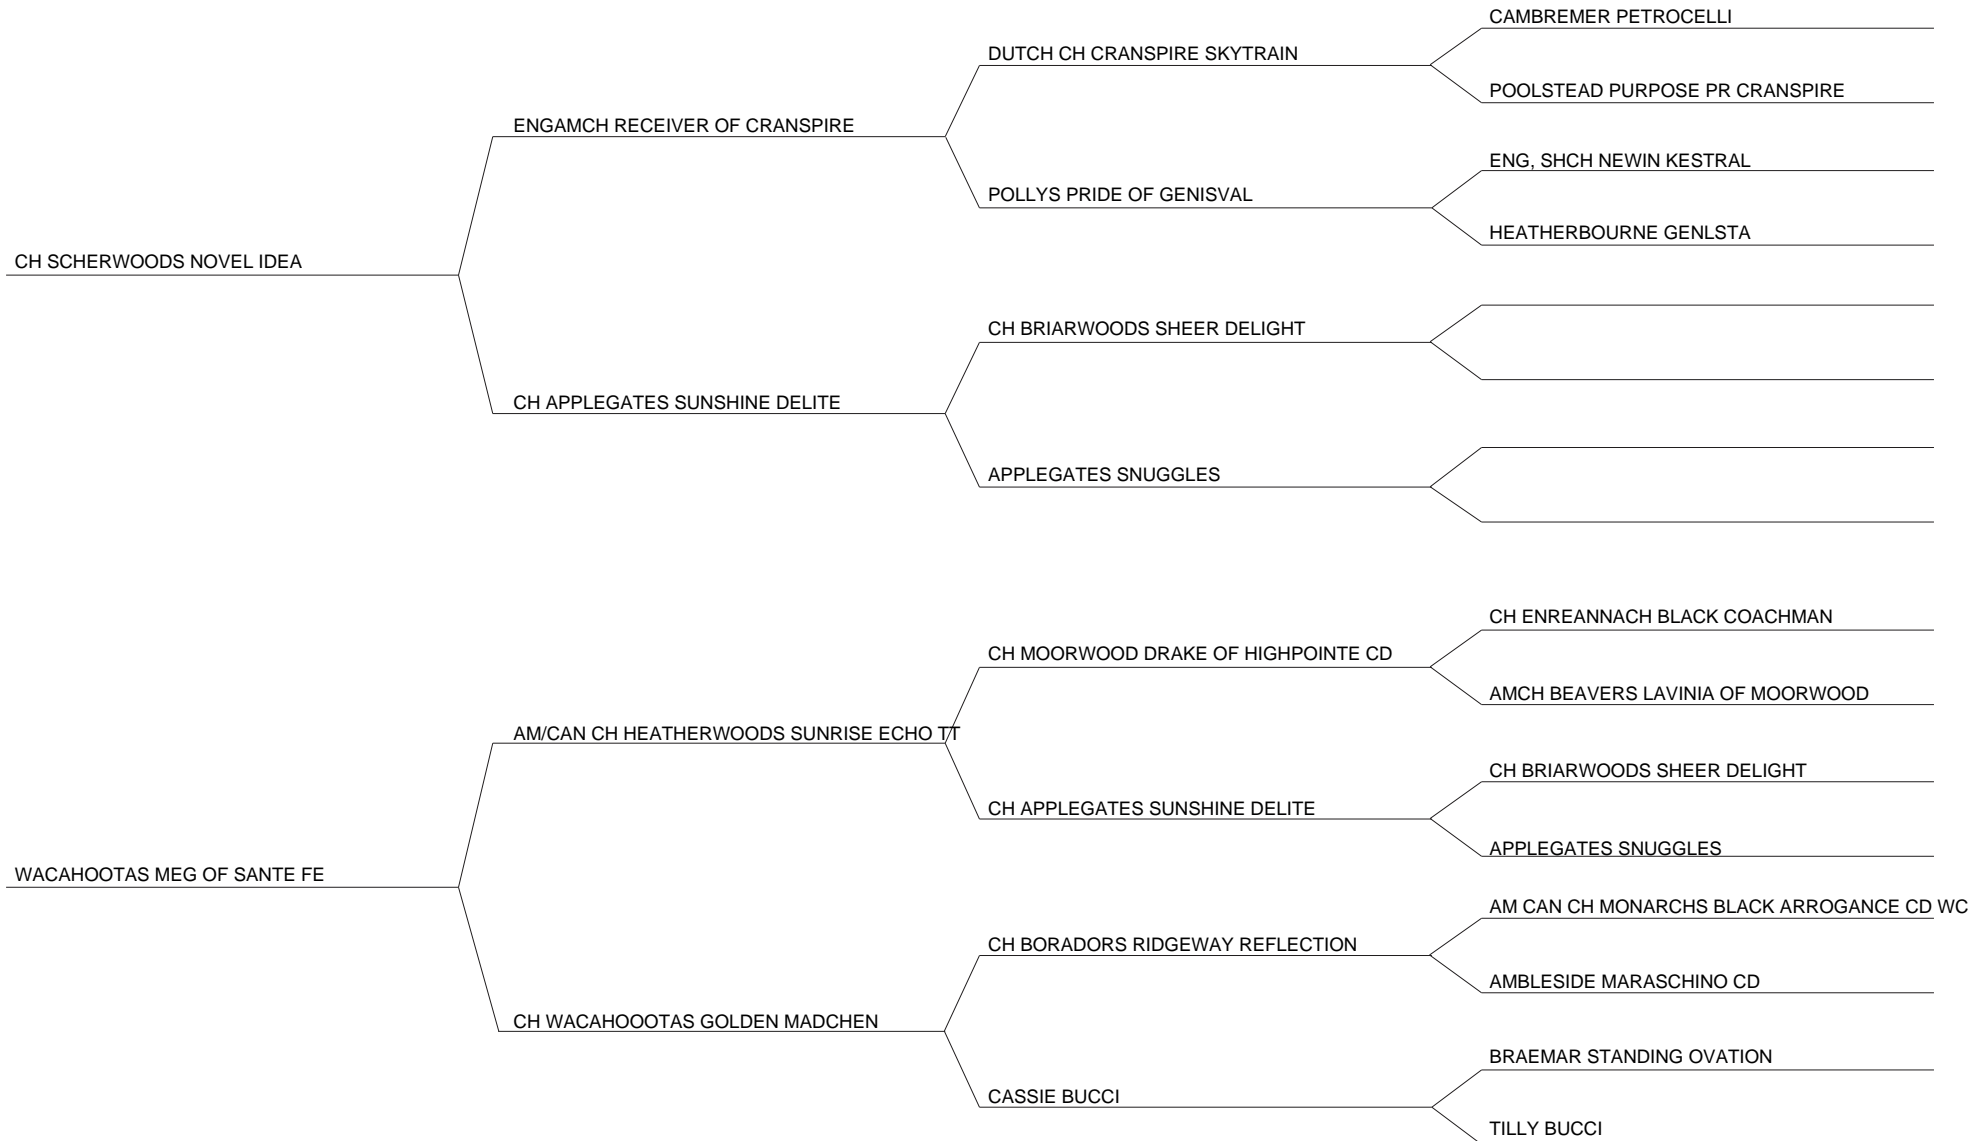 CAMBREMER PETROCELLI
DUTCH CH CRANSPIRE SKYTRAIN
POOLSTEAD PURPOSE PR CRANSPIRE
ENGAMCH RECEIVER OF CRANSPIRE
ENG, SHCH NEWIN KESTRAL
POLLYS PRIDE OF GENISVAL
HEATHERBOURNE GENLSTA
CH SCHERWOODS NOVEL IDEA
CH BRIARWOODS SHEER DELIGHT
CH APPLEGATES SUNSHINE DELITE
APPLEGATES SNUGGLES
CH ENREANNACH BLACK COACHMAN
CH MOORWOOD DRAKE OF HIGHPOINTE CD
AMCH BEAVERS LAVINIA OF MOORWOOD
AM/CAN CH HEATHERWOODS SUNRISE ECHO TT
CH BRIARWOODS SHEER DELIGHT
CH APPLEGATES SUNSHINE DELITE
APPLEGATES SNUGGLES
WACAHOOTAS MEG OF SANTE FE
AM CAN CH MONARCHS BLACK ARROGANCE CD WC
CH BORADORS RIDGEWAY REFLECTION
AMBLESIDE MARASCHINO CD
CH WACAHOOOTAS GOLDEN MADCHEN
BRAEMAR STANDING OVATION
CASSIE BUCCI
TILLY BUCCI